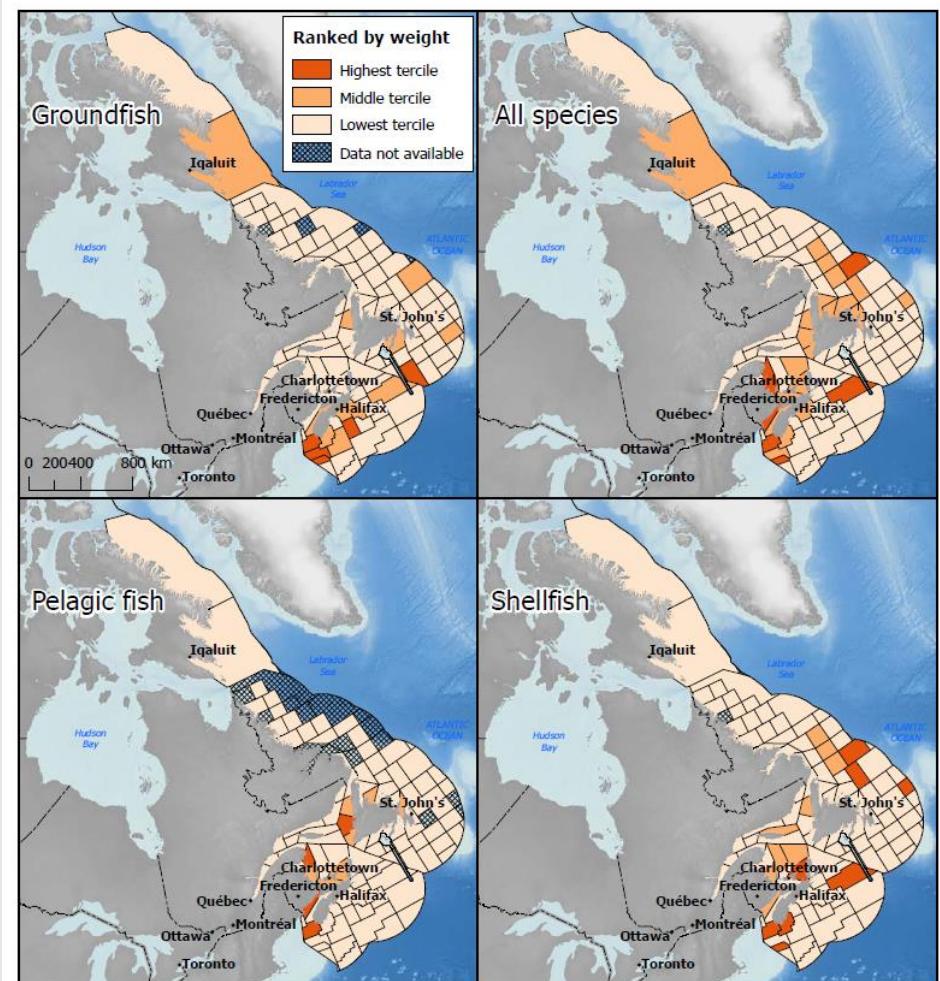 Ranked by weight
Highest tercile
Middle tercile
Lowest tercile
Data not available
Groundfish
Iqaluit
Labrador
Sea
Hudson
Bay
ATLANTIC
OCEAN
St. John's
Charlottetown
Fredericton
Halifax
Québec
Montréal
Ottawa
Toronto
0 200400 800 km
All species
Iqaluit
Labrador
Sea
Hudson
Bay
ATLANTIC
OCEAN
St. John's
Charlottetown
Fredericton
Halifax
Québec
Montréal
Ottawa
Toronto
Pelagic fish
Iqaluit
Labrador
Sea
Hudson
Bay
ATLANTIC
OCEAN
St. John's
Charlottetown
Fredericton
Halifax
Québec
Montréal
Ottawa
Toronto
Shellfish
Iqaluit
Labrador
Sea
Hudson
Bay
ATLANTIC
OCEAN
St. John's
Charlottetown
Fredericton
Halifax
Québec
Montréal
Ottawa
Toronto